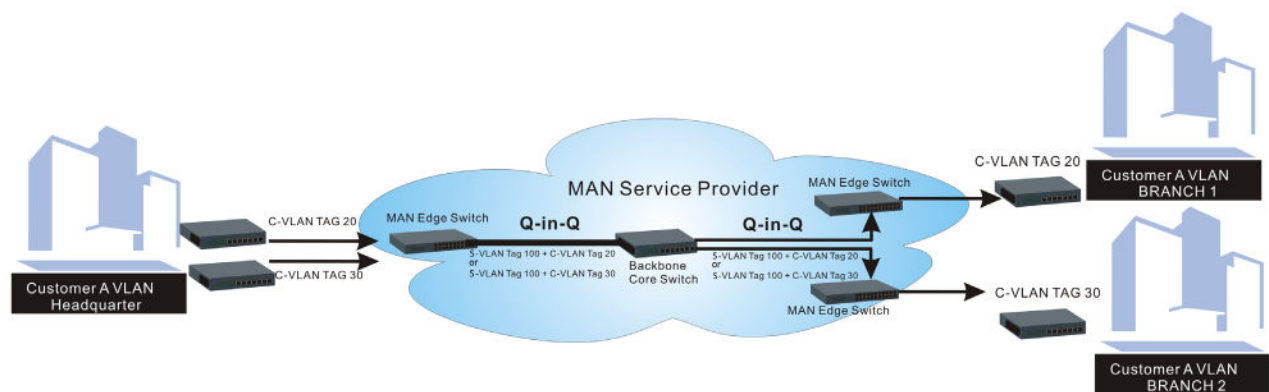 C-VLAN TAG 20
C-VLAN TAG 30
Customer A VLAN
Headquarter
MAN Service Provider
MAN Edge Switch
Q-in-Q
S-VLAN Tag 100 + C-VLAN Tag 20
or
S-VLAN Tag 100 + C-VLAN Tag 30
Backbone
Core Switch
Q-in-Q
S-VLAN Tag 100 + C-VLAN Tag 20
or
S-VLAN Tag 100 + C-VLAN Tag 30
MAN Edge Switch
MAN Edge Switch
C-VLAN TAG 20
Customer A VLAN
BRANCH 1
C-VLAN TAG 30
Customer A VLAN
BRANCH 2